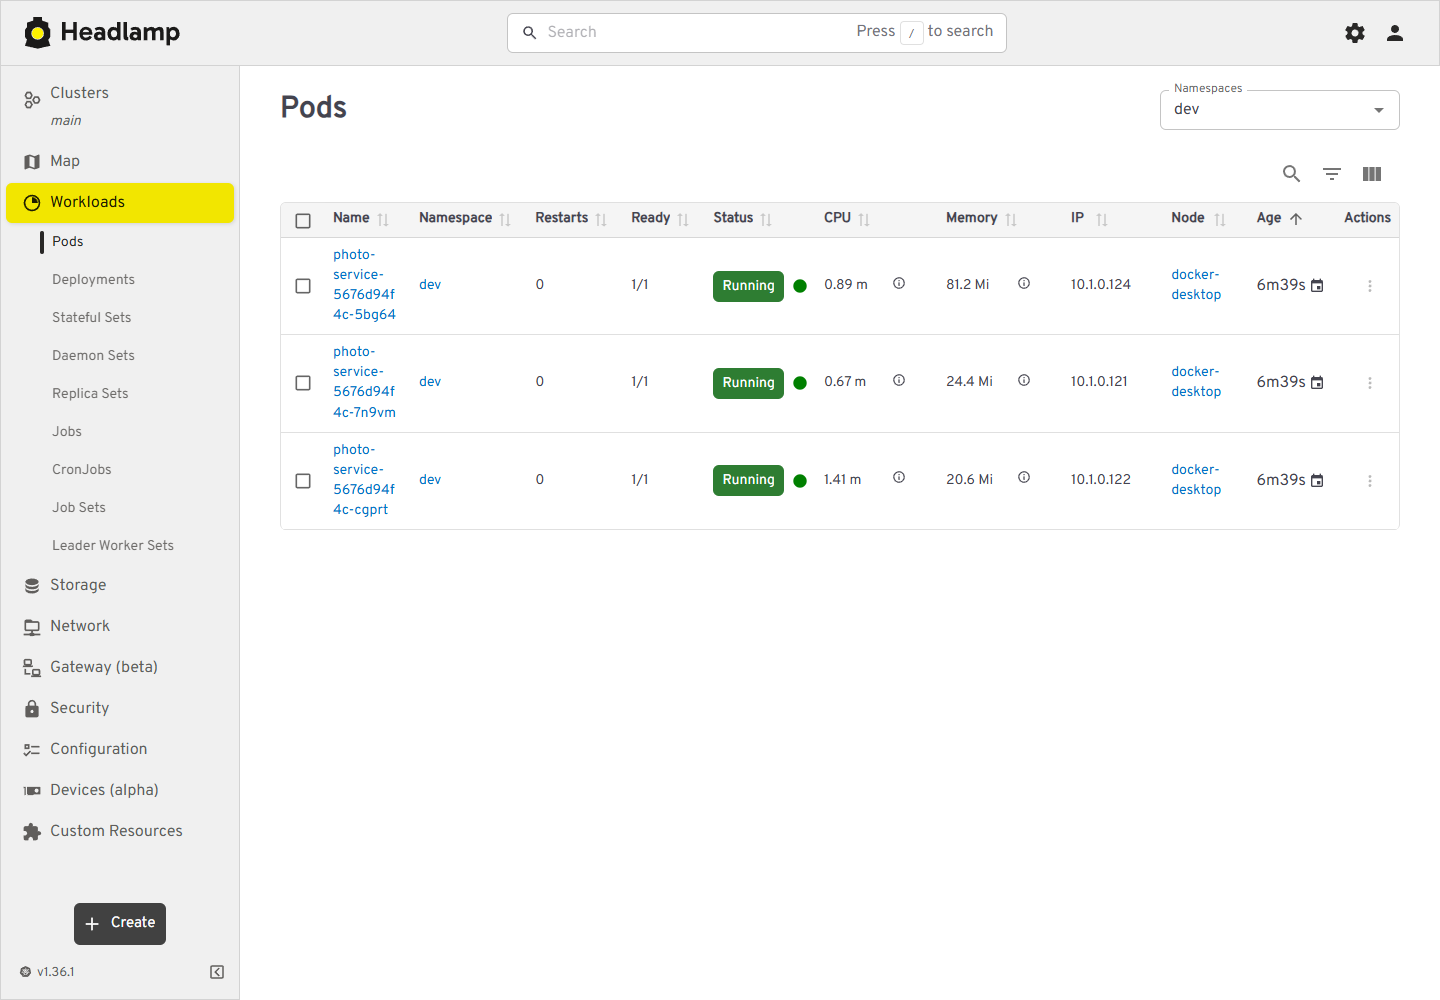 Headlamp
Search
Press / to search
Clusters
main
Map
Workloads
Pods
Deployments
Stateful Sets
Daemon Sets
Replica Sets
Jobs
CronJobs
Job Sets
Leader Worker Sets
Storage
Network
Gateway (beta)
Security
Configuration
Devices (alpha)
Custom Resources
Create
v1.36.1
Pods
Namespaces
dev
Name Namespace Restarts Ready Status CPU Memory IP Node Age Actions
photo-
service-
5676d94f
4c-5bg64
dev 0 1/1 Running 0.89 m 81.2 Mi 10.1.0.124
docker-
desktop
6m39s
photo-
service-
5676d94f
4c-7n9vm
dev 0 1/1 Running 0.67 m 24.4 Mi 10.1.0.121
docker-
desktop
6m39s
photo-
service-
5676d94f
4c-cgprt
dev 0 1/1 Running 1.41 m 20.6 Mi 10.1.0.122
docker-
desktop
6m39s